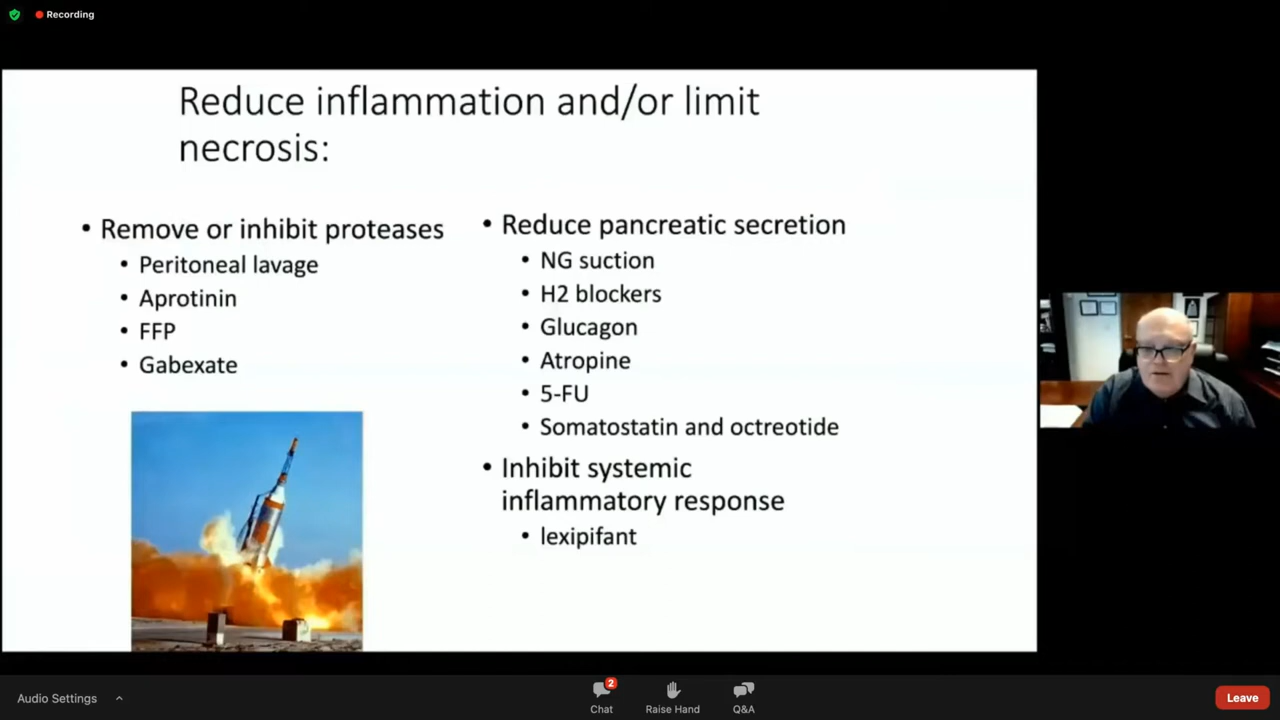 Recording
Reduce inflammation and/or limit
necrosis:
• Remove or inhibit proteases
• Peritoneal lavage
• Aprotinin
• FFP
• Gabexate
• Reduce pancreatic secretion
• NG suction
• H2 blockers
• Glucagon
• Atropine
• 5-FU
• Somatostatin and octreotide
• Inhibit systemic
inflammatory response
• lexipifant
Audio Settings
2
Chat
Raise Hand
Q&A
Leave